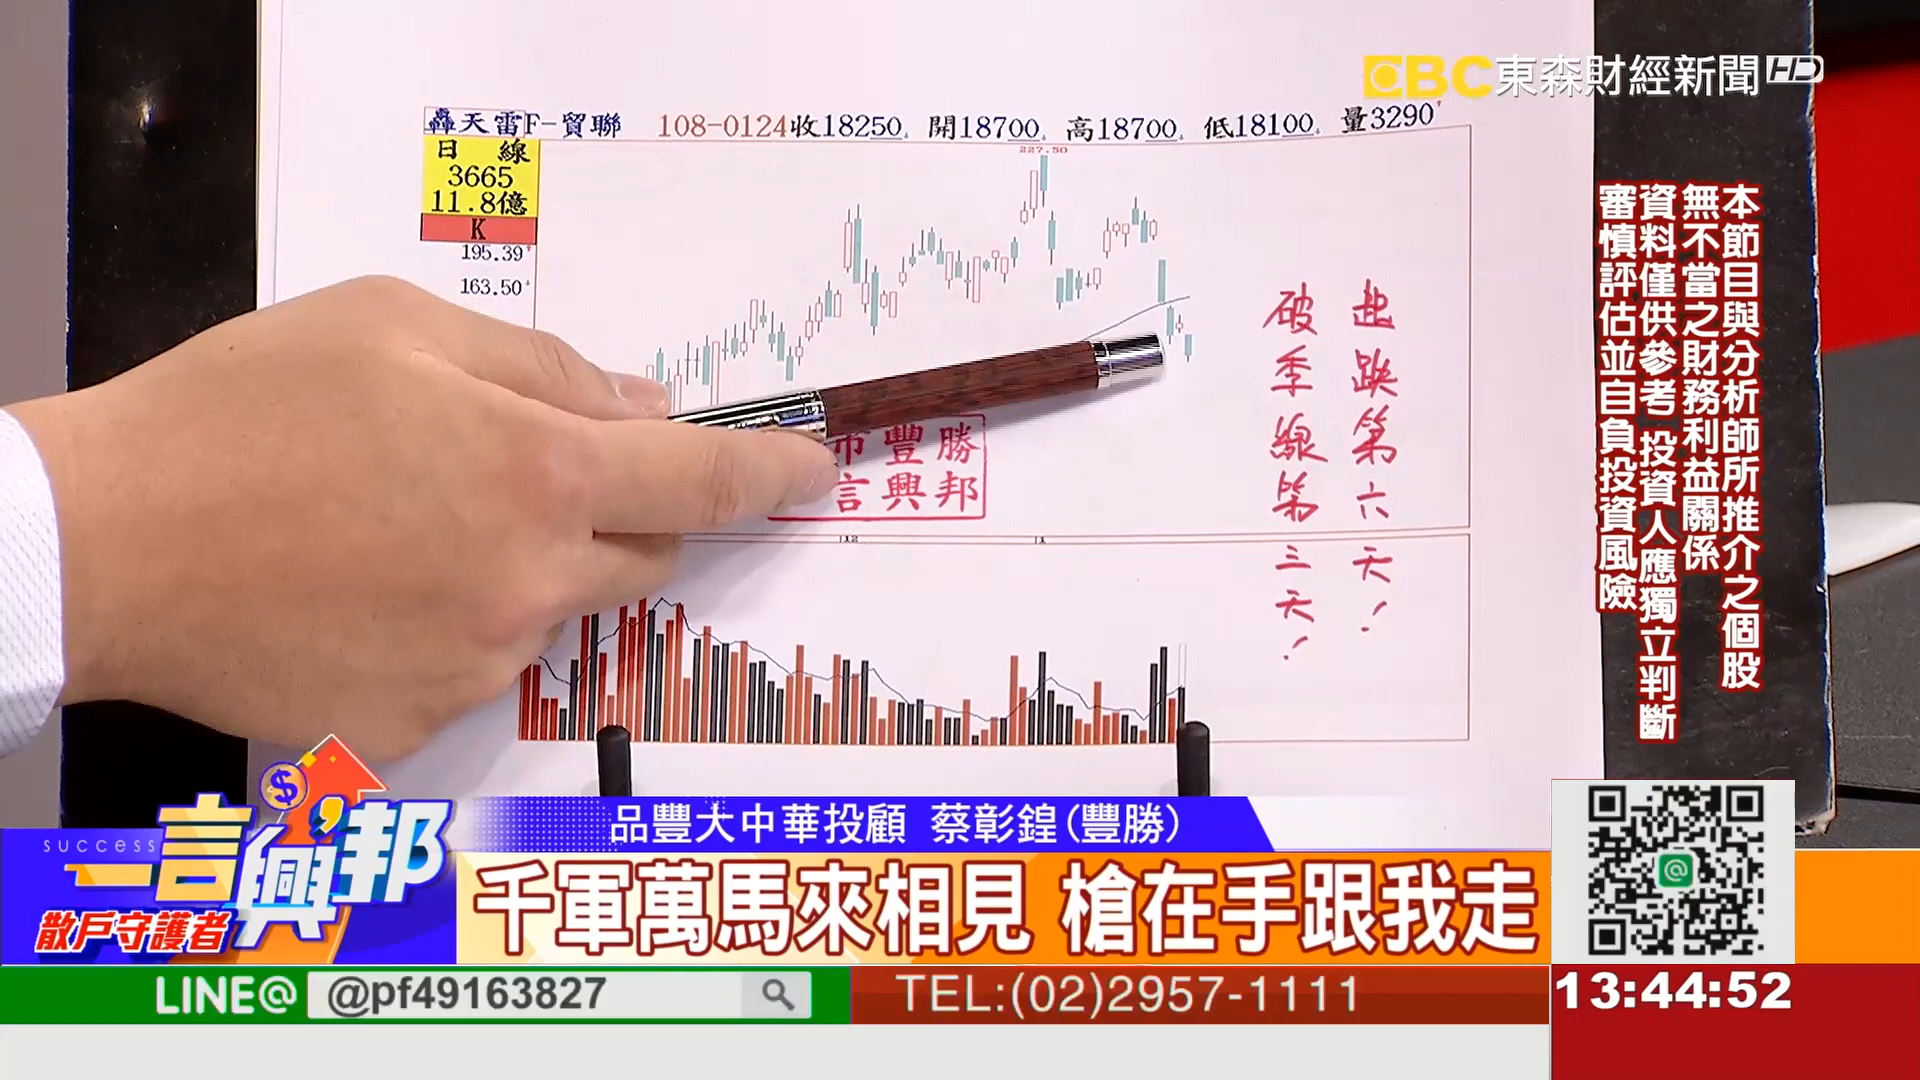 EBC東森財經新聞HD
轟天雷F-貿聯 108-0124收18250 開18700 高18700 低18100 量3290
日 線
3665
11.8億
K
227.50
195.39
163.50
起跌第六天!
破季線第三天!
豐勝
言興邦
12
1
本節目與分析師所推介之個股
無不當之財務利益關係
資料僅供參考 投資人應獨立判斷
審慎評估並自負投資風險
success
一言興,邦
散戶守護者
品豐大中華投顧 蔡彰鍠(豐勝)
千軍萬馬來相見 槍在手跟我走
LINE@ @pf49163827
TEL:(02)2957-1111
13:44:52